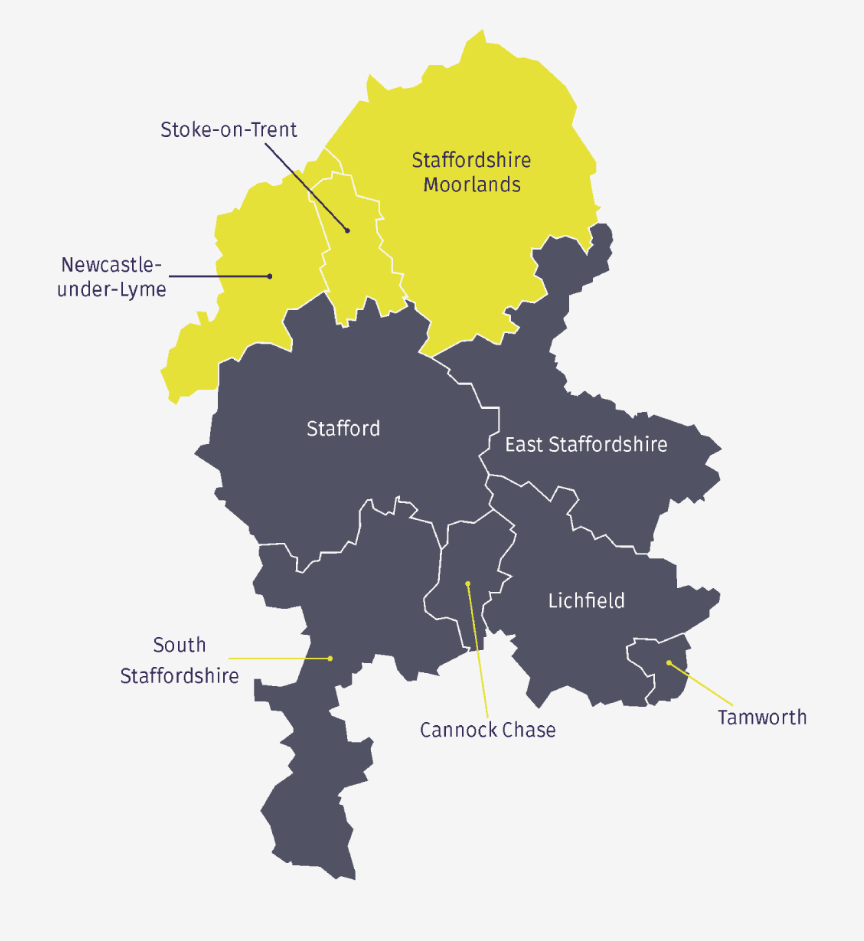 Stoke-on-Trent
Staffordshire
Moorlands
Newcastle-
under-Lyme
Stafford
East Staffordshire
Lichfield
South
Staffordshire
Cannock Chase
Tamworth